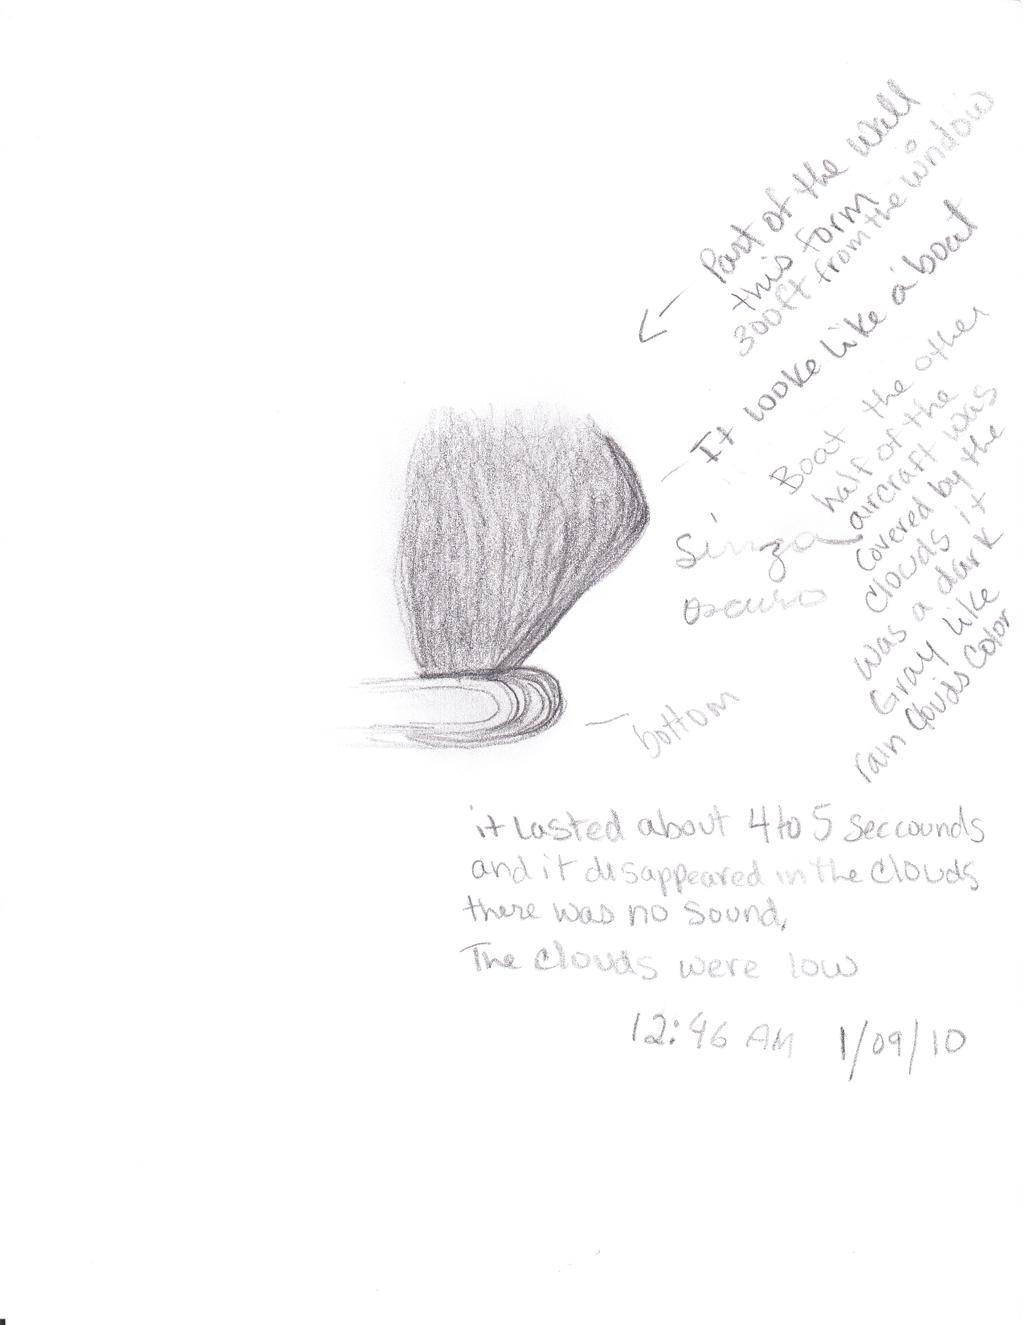 Part of the wall
this form
300ft from the window
It looke like a boat
Boat the other
half of the
aircraft was
covered by the
clouds it
was a dark
Gray like
rain clouds color
Sinza
oscuro
bottom
it Lasted about 4 to 5 seccounds
and it disappeared in the clouds
there was no sound,
The clouds were low
12:46 AM 1/09/10